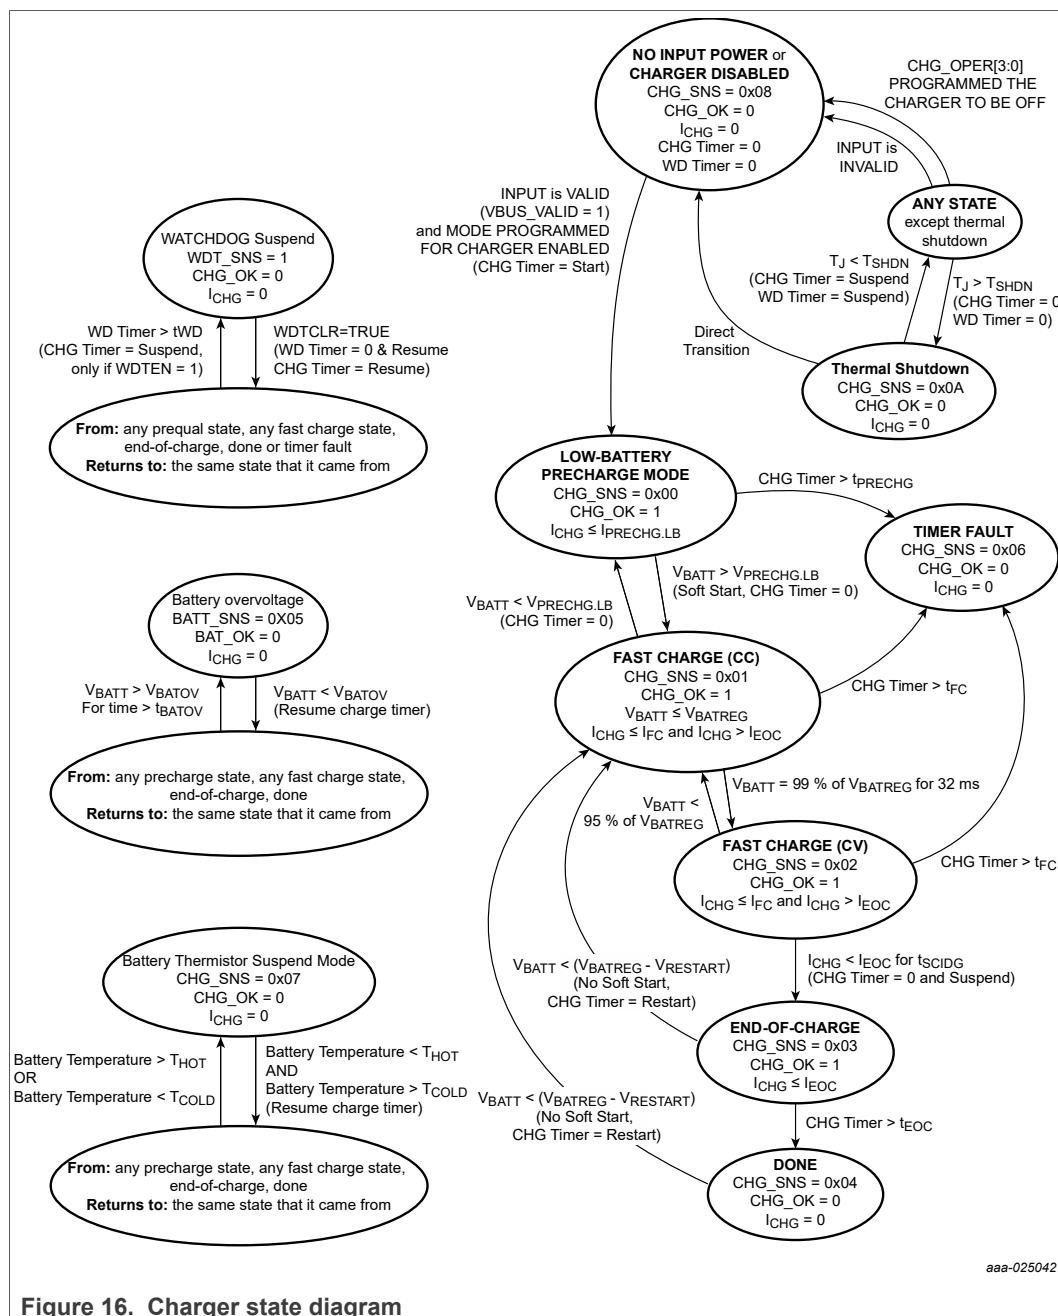 NO INPUT POWER or
CHARGER DISABLED
CHG_SNS = 0x08
CHG_OK = 0
ICHG = 0
CHG Timer = 0
WD Timer = 0
CHG_OPER[3:0]
PROGRAMMED THE
CHARGER TO BE OFF
INPUT is
INVALID
ANY STATE
except thermal
shutdown
TJ < TSHDN
(CHG Timer = Suspend
WD Timer = Suspend)
TJ > TSHDN
(CHG Timer = 0
WD Timer = 0)
Direct
Transition
Thermal Shutdown
CHG_SNS = 0x0A
CHG_OK = 0
ICHG = 0
INPUT is VALID
(VBUS_VALID = 1)
and MODE PROGRAMMED
FOR CHARGER ENABLED
(CHG Timer = Start)
WATCHDOG Suspend
WDT_SNS = 1
CHG_OK = 0
ICHG = 0
WD Timer > tWD
(CHG Timer = Suspend,
only if WDTEN = 1)
WDTCLR=TRUE
(WD Timer = 0 & Resume
CHG Timer = Resume)
From: any prequal state, any fast charge state,
end-of-charge, done or timer fault
Returns to: the same state that it came from
LOW-BATTERY
PRECHARGE MODE
CHG_SNS = 0x00
CHG_OK = 1
ICHG ≤ IPRECHG.LB
CHG Timer > tPRECHG
TIMER FAULT
CHG_SNS = 0x06
CHG_OK = 0
ICHG = 0
VBATT < VPRECHG.LB
(CHG Timer = 0)
VBATT > VPRECHG.LB
(Soft Start, CHG Timer = 0)
Battery overvoltage
BATT_SNS = 0X05
BAT_OK = 0
ICHG = 0
VBATT > VBATOV
For time > tBATOV
VBATT < VBATOV
(Resume charge timer)
From: any precharge state, any fast charge state,
end-of-charge, done
Returns to: the same state that it came from
FAST CHARGE (CC)
CHG_SNS = 0x01
CHG_OK = 1
VBATT ≤ VBATREG
ICHG ≤ IFC and ICHG > IEOC
CHG Timer > tFC
VBATT <
95 % of VBATREG
VBATT = 99 % of VBATREG for 32 ms
FAST CHARGE (CV)
CHG_SNS = 0x02
CHG_OK = 1
ICHG ≤ IFC and ICHG > IEOC
CHG Timer > tFC
VBATT < (VBATREG - VRESTART)
(No Soft Start,
CHG Timer = Restart)
ICHG < IEOC for tSCIDG
(CHG Timer = 0 and Suspend)
END-OF-CHARGE
CHG_SNS = 0x03
CHG_OK = 1
ICHG ≤ IEOC
VBATT < (VBATREG - VRESTART)
(No Soft Start,
CHG Timer = Restart)
CHG Timer > tEOC
DONE
CHG_SNS = 0x04
CHG_OK = 0
ICHG = 0
Battery Thermistor Suspend Mode
CHG_SNS = 0x07
CHG_OK = 0
ICHG = 0
Battery Temperature > THOT
OR
Battery Temperature < TCOLD
Battery Temperature < THOT
AND
Battery Temperature > TCOLD
(Resume charge timer)
From: any precharge state, any fast charge state,
end-of-charge, done
Returns to: the same state that it came from
aaa-025042
Figure 16. Charger state diagram